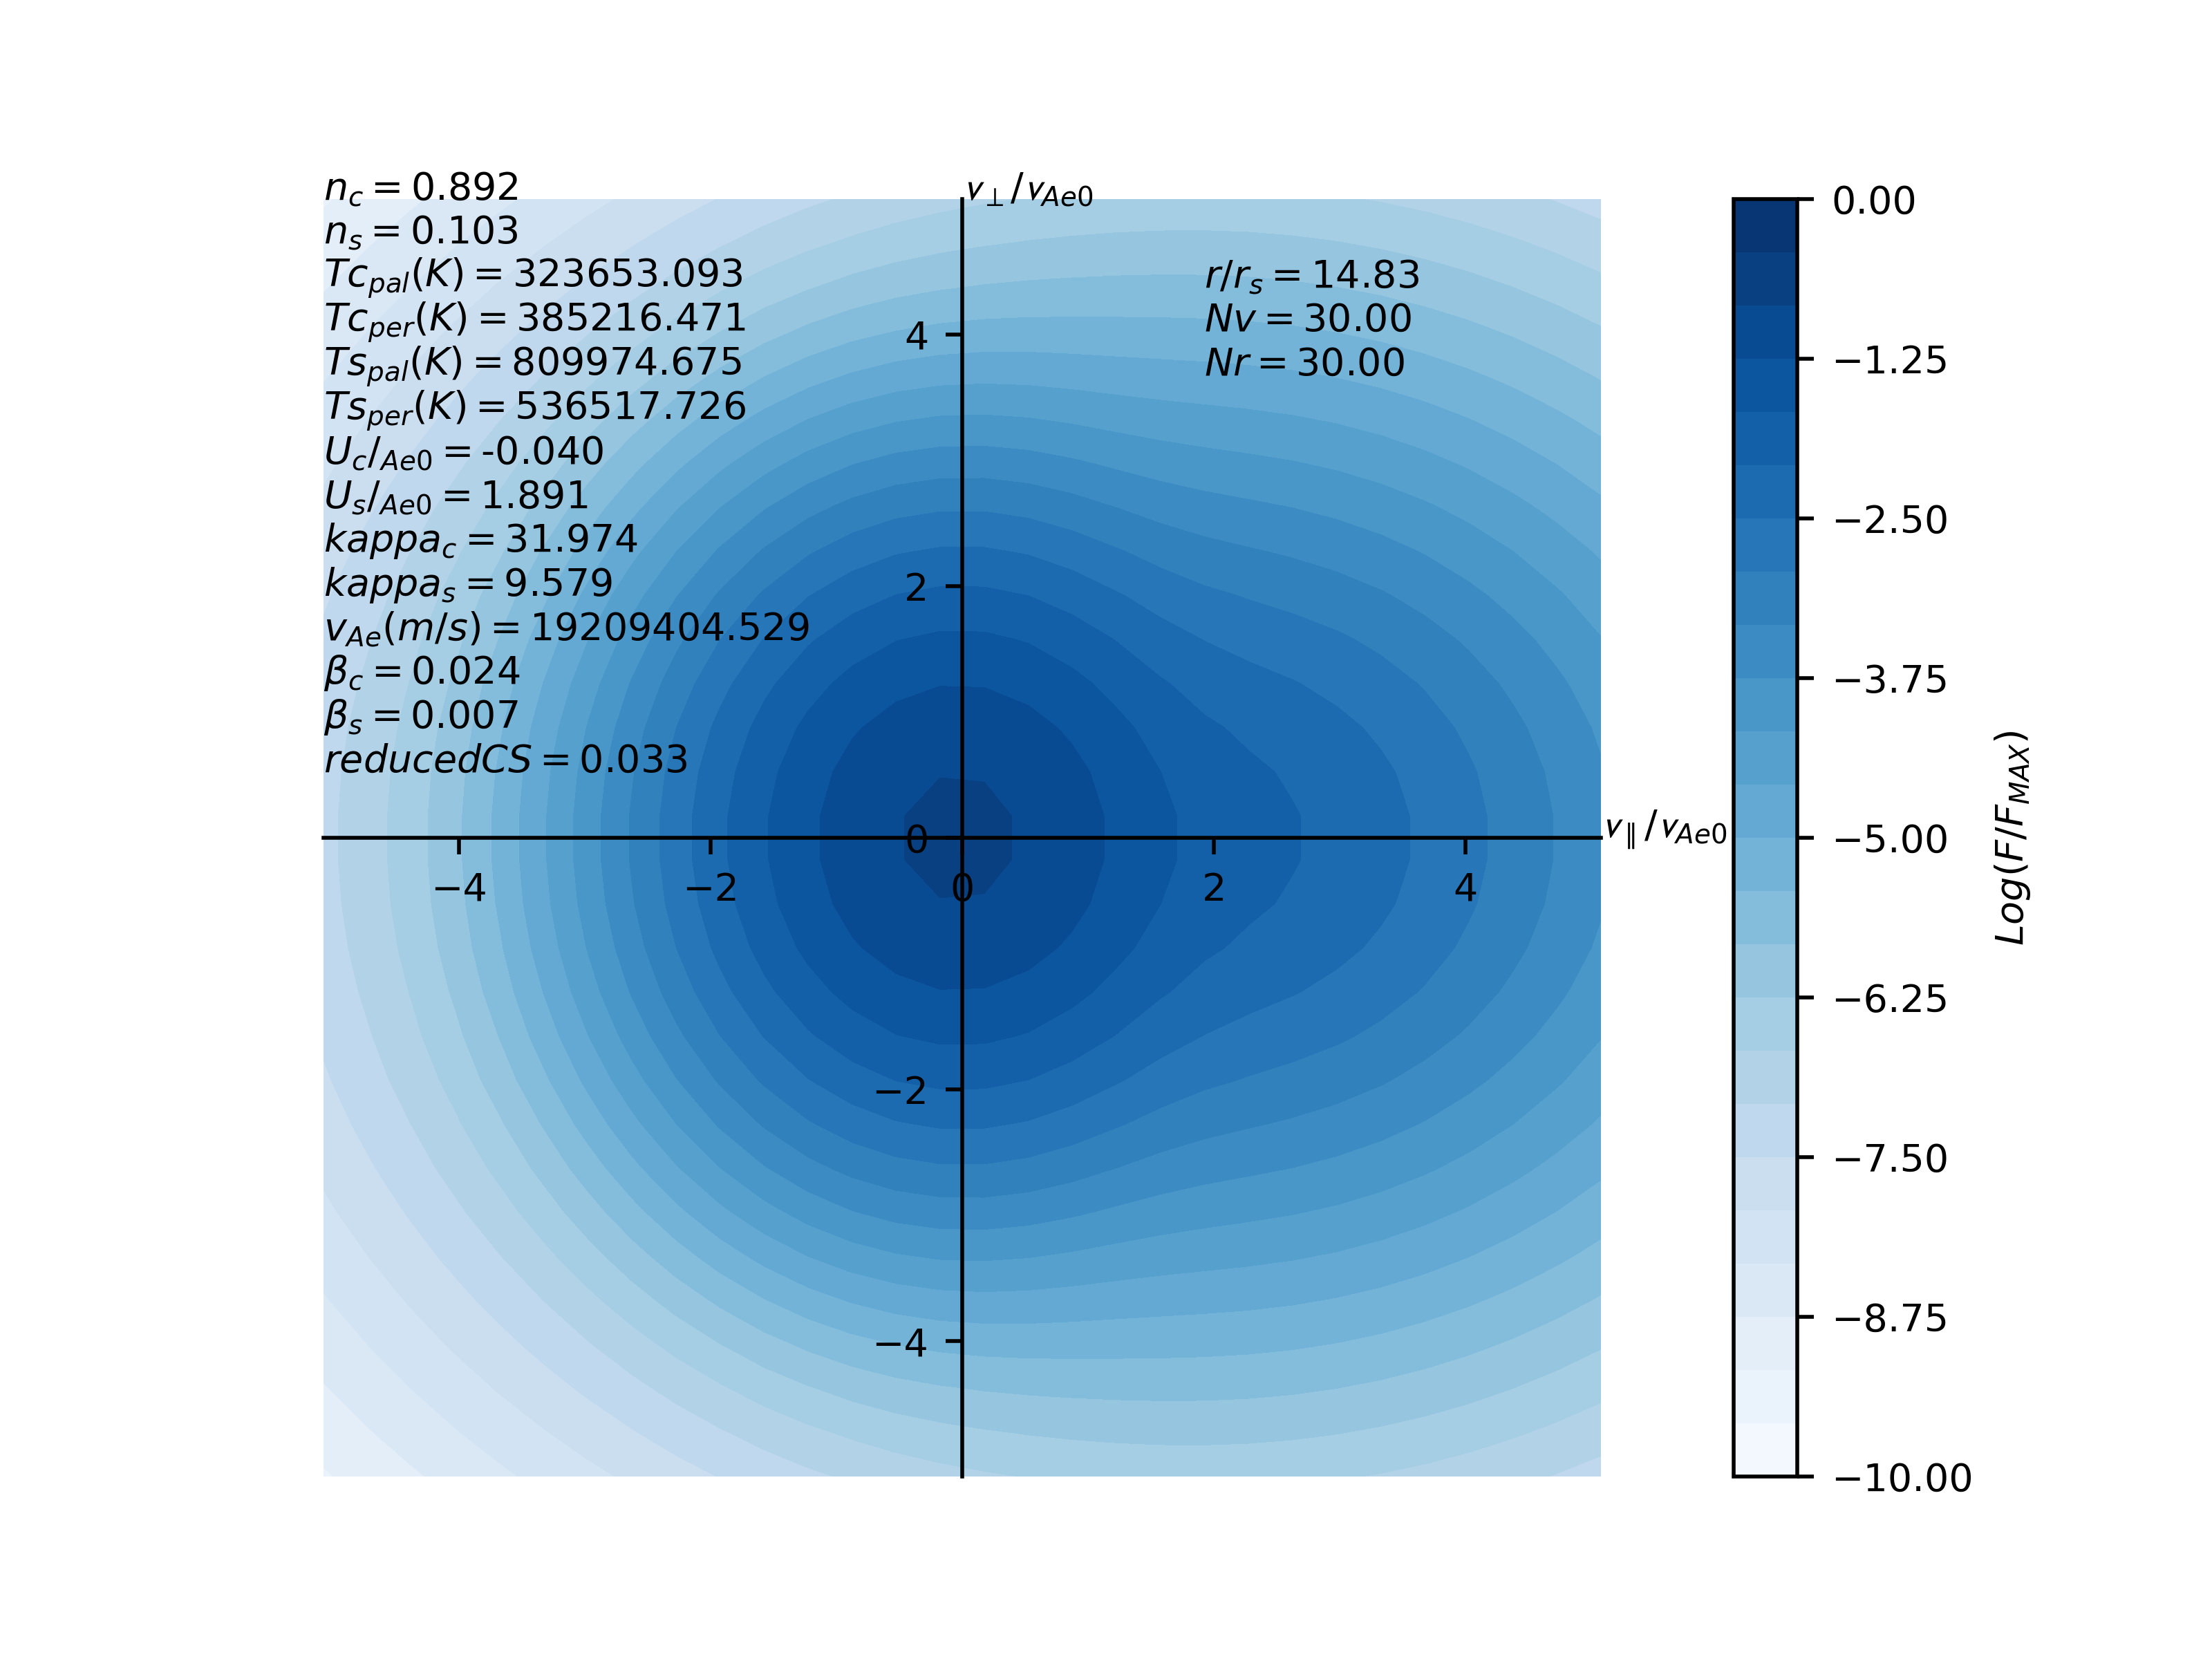 n_c = 0.892
v_⊥/v_Ae0
n_s = 0.103
Tc_pal(K) = 323653.093
Tc_per(K) = 385216.471
Ts_pal(K) = 809974.675
Ts_per(K) = 536517.726
U_c/_Ae0 = -0.040
U_s/_Ae0 = 1.891
kappa_c = 31.974
kappa_s = 9.579
v_Ae(m/s) = 19209404.529
β_c = 0.024
β_s = 0.007
reducedCS = 0.033
r/r_s = 14.83
Nv = 30.00
Nr = 30.00
4
2
0
−2
−4
−4
−2
0
2
4
v_∥/v_Ae0
0.00
−1.25
−2.50
−3.75
−5.00
−6.25
−7.50
−8.75
−10.00
Log(F/F_MAX)